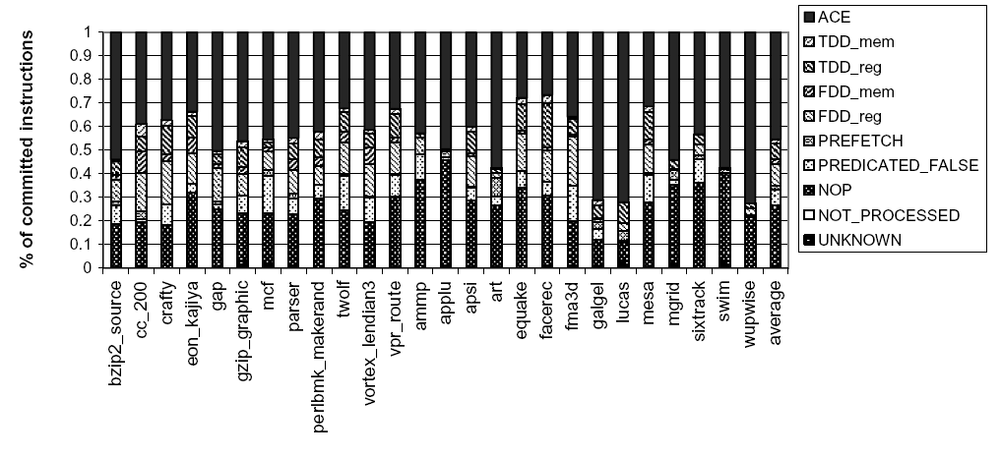 % of committed instructions
1
0.9
0.8
0.7
0.6
0.5
0.4
0.3
0.2
0.1
0
bzip2_source
cc_200
crafty
eon_kajiya
gap
gzip_graphic
mcf
parser
perlbmk_makerand
twolf
vortex_lendian3
vpr_route
ammp
applu
apsi
art
equake
facerec
fma3d
galgel
lucas
mesa
mgrid
sixtrack
swim
wupwise
average
ACE
TDD_mem
TDD_reg
FDD_mem
FDD_reg
PREFETCH
PREDICATED_FALSE
NOP
NOT_PROCESSED
UNKNOWN